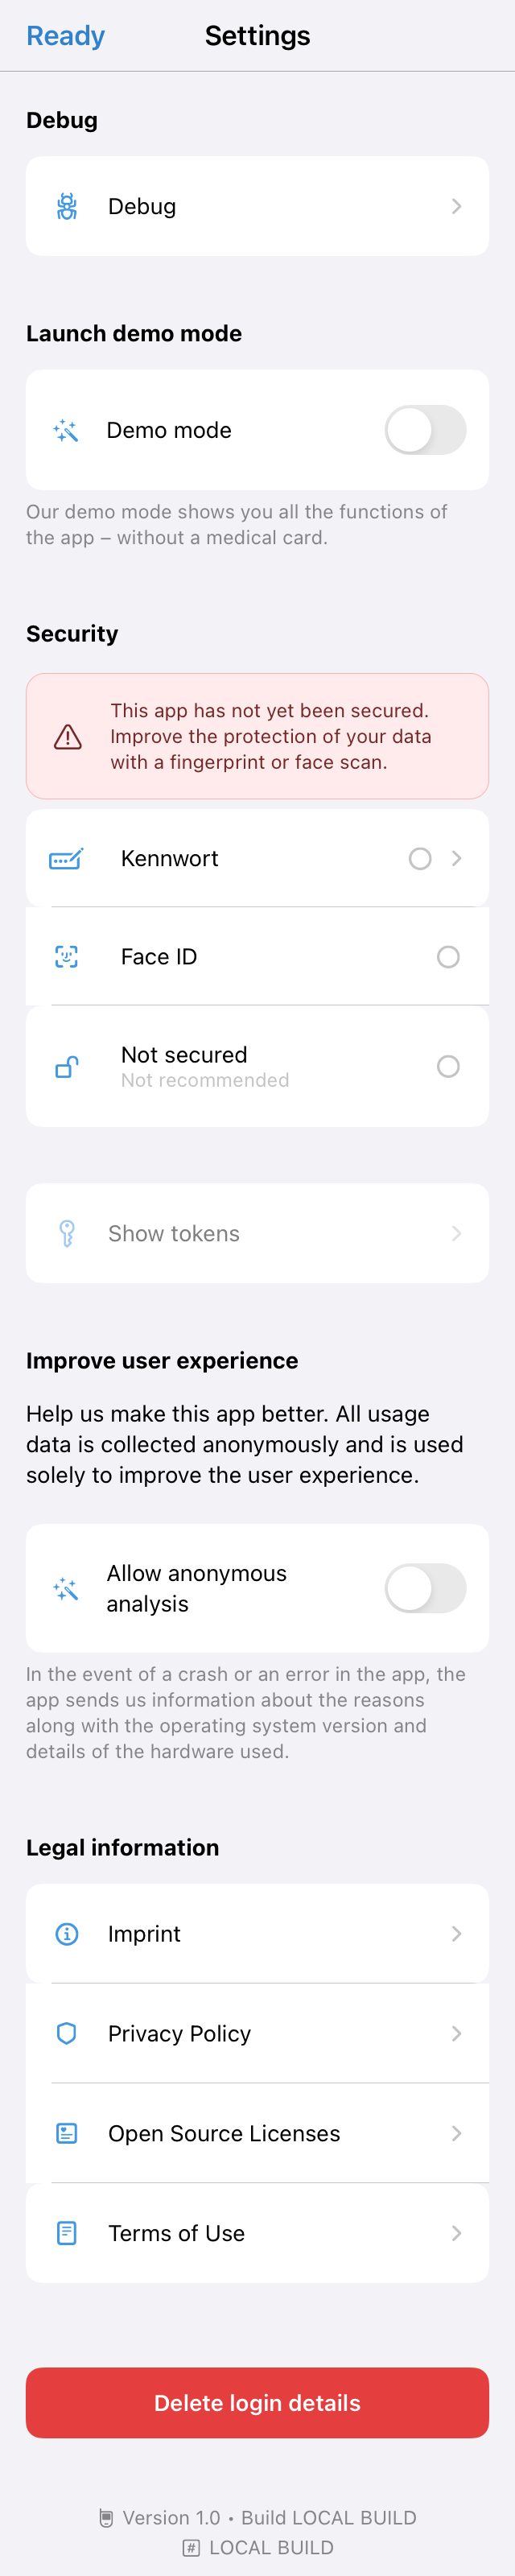 Ready
Settings
Debug
Debug
Launch demo mode
Demo mode
Our demo mode shows you all the functions of
the app – without a medical card.
Security
This app has not yet been secured.
Improve the protection of your data
with a fingerprint or face scan.
Kennwort
Face ID
Not secured
Not recommended
Show tokens
Improve user experience
Help us make this app better. All usage
data is collected anonymously and is used
solely to improve the user experience.
Allow anonymous
analysis
In the event of a crash or an error in the app, the
app sends us information about the reasons
along with the operating system version and
details of the hardware used.
Legal information
Imprint
Privacy Policy
Open Source Licenses
Terms of Use
Delete login details
Version 1.0 • Build LOCAL BUILD
# LOCAL BUILD